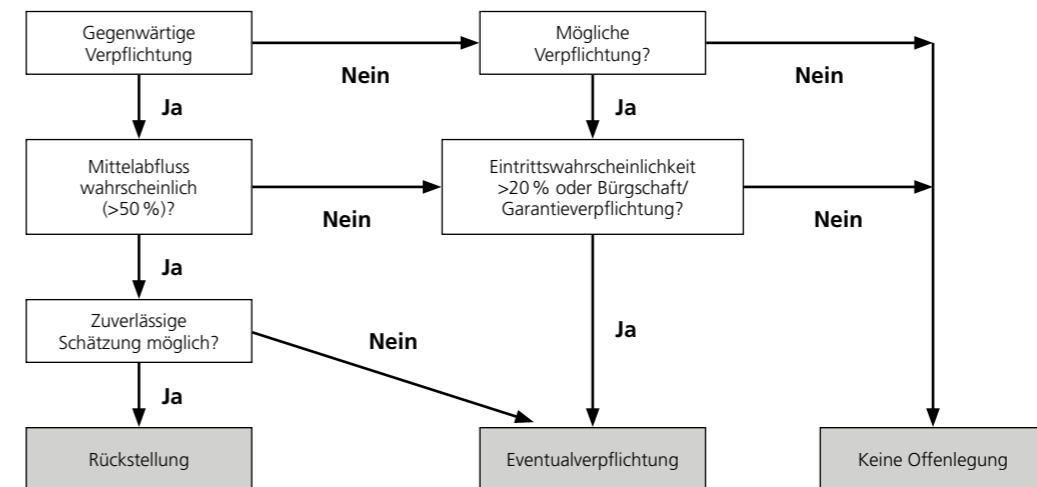 Gegenwärtige
Verpflichtung
Nein
Mögliche
Verpflichtung?
Nein
Ja
Ja
Mittelabfluss
wahrscheinlich
(>50 %)?
Nein
Eintrittswahrscheinlichkeit
>20 % oder Bürgschaft/
Garantieverpflichtung?
Nein
Ja
Zuverlässige
Schätzung möglich?
Nein
Ja
Ja
Rückstellung
Eventualverpflichtung
Keine Offenlegung